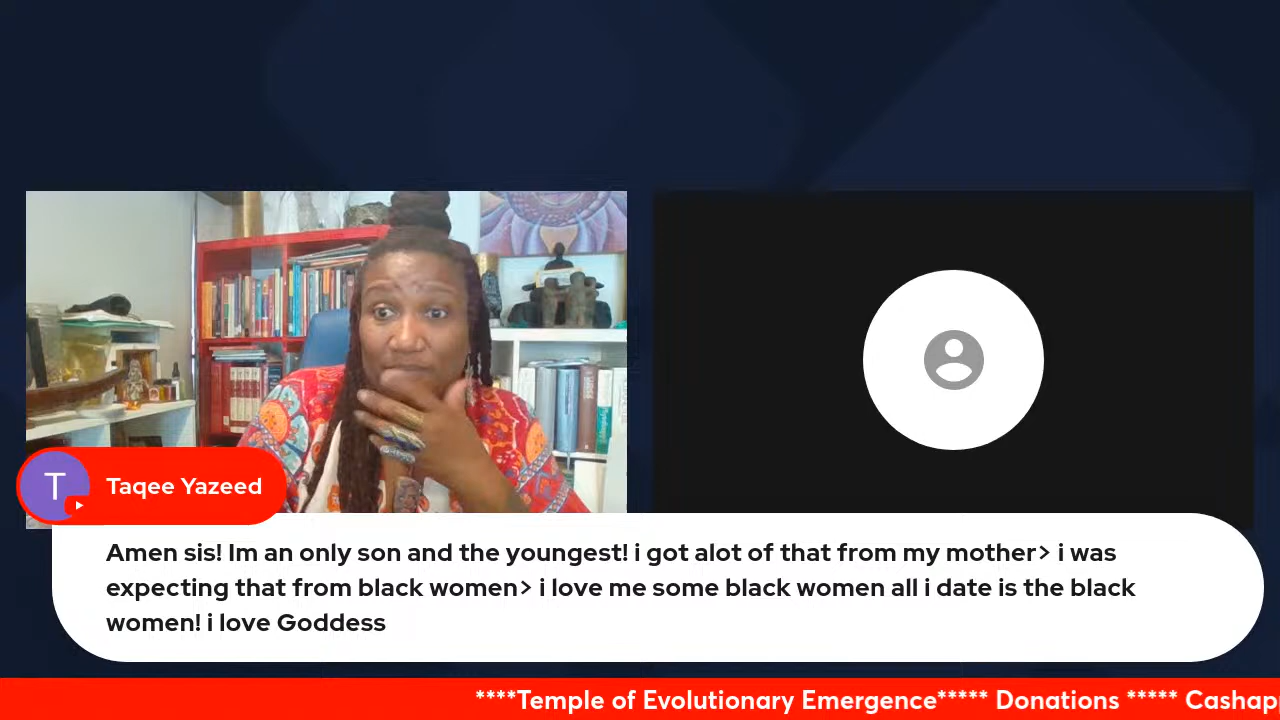 T
Taqee Yazeed
Amen sis! Im an only son and the youngest! i got alot of that from my mother> i was
expecting that from black women> i love me some black women all i date is the black
women! i love Goddess
****Temple of Evolutionary Emergence***** Donations ***** Cashap